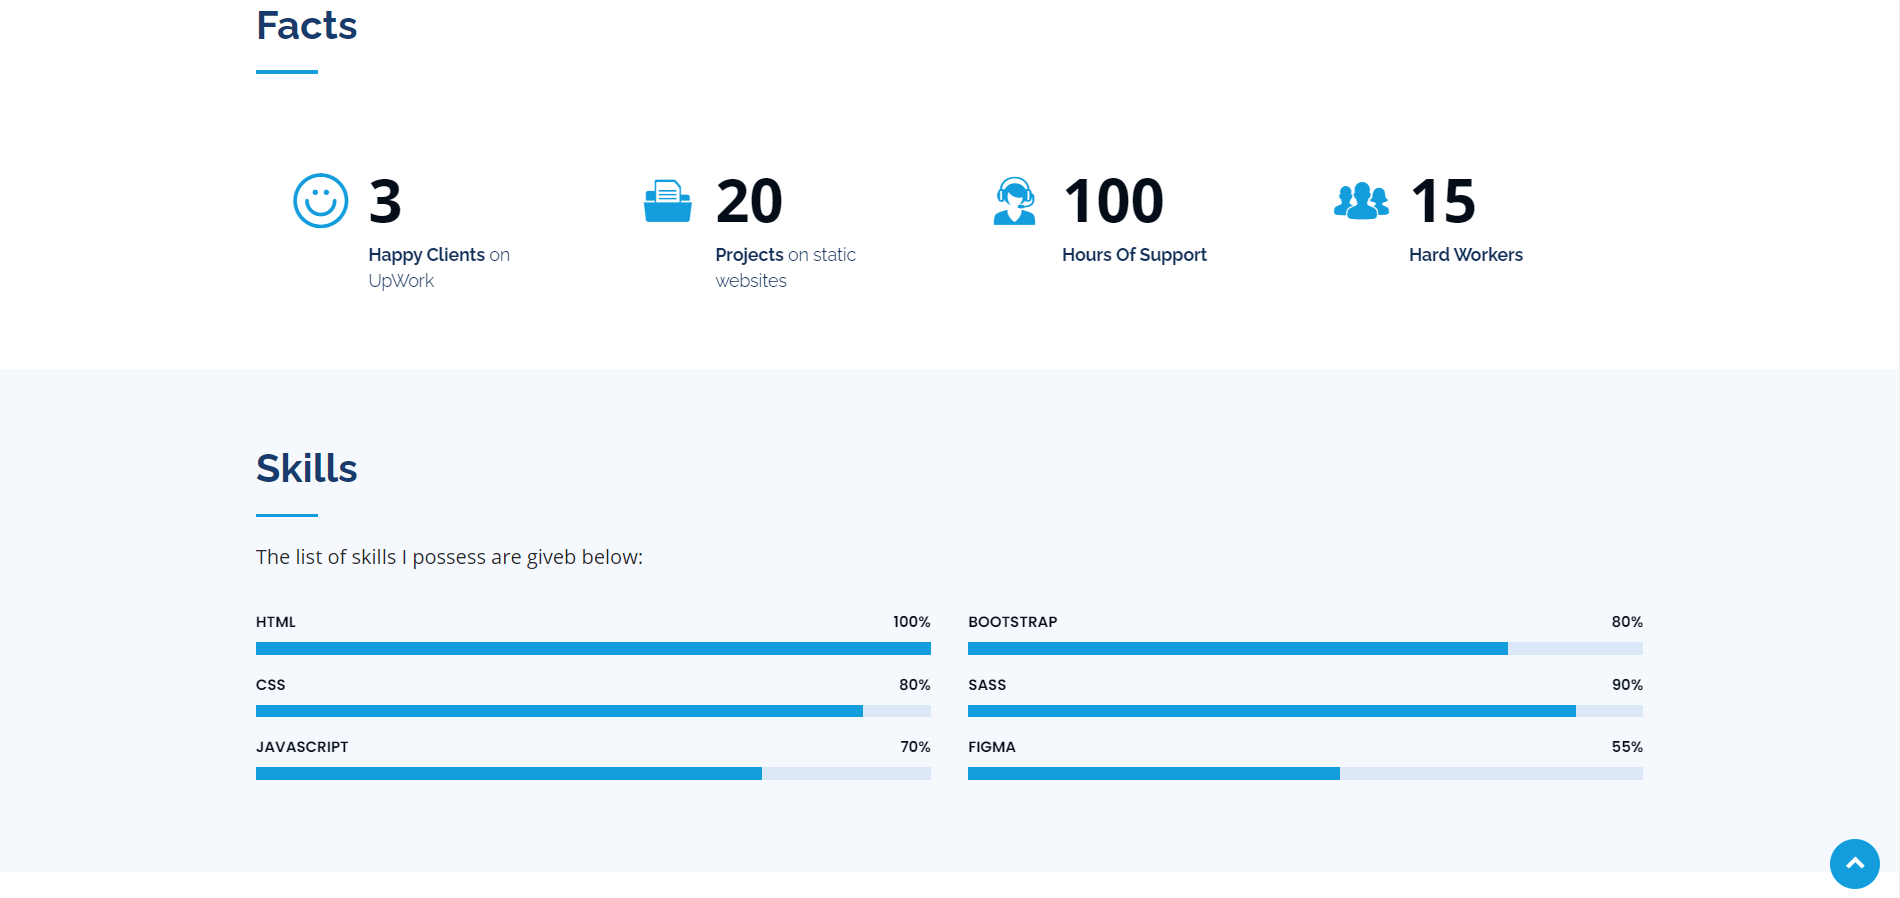 Facts
3
Happy Clients on
UpWork
20
Projects on static
websites
100
Hours Of Support
15
Hard Workers
Skills
The list of skills I possess are giveb below:
HTML 100%
CSS 80%
JAVASCRIPT 70%
BOOTSTRAP 80%
SASS 90%
FIGMA 55%